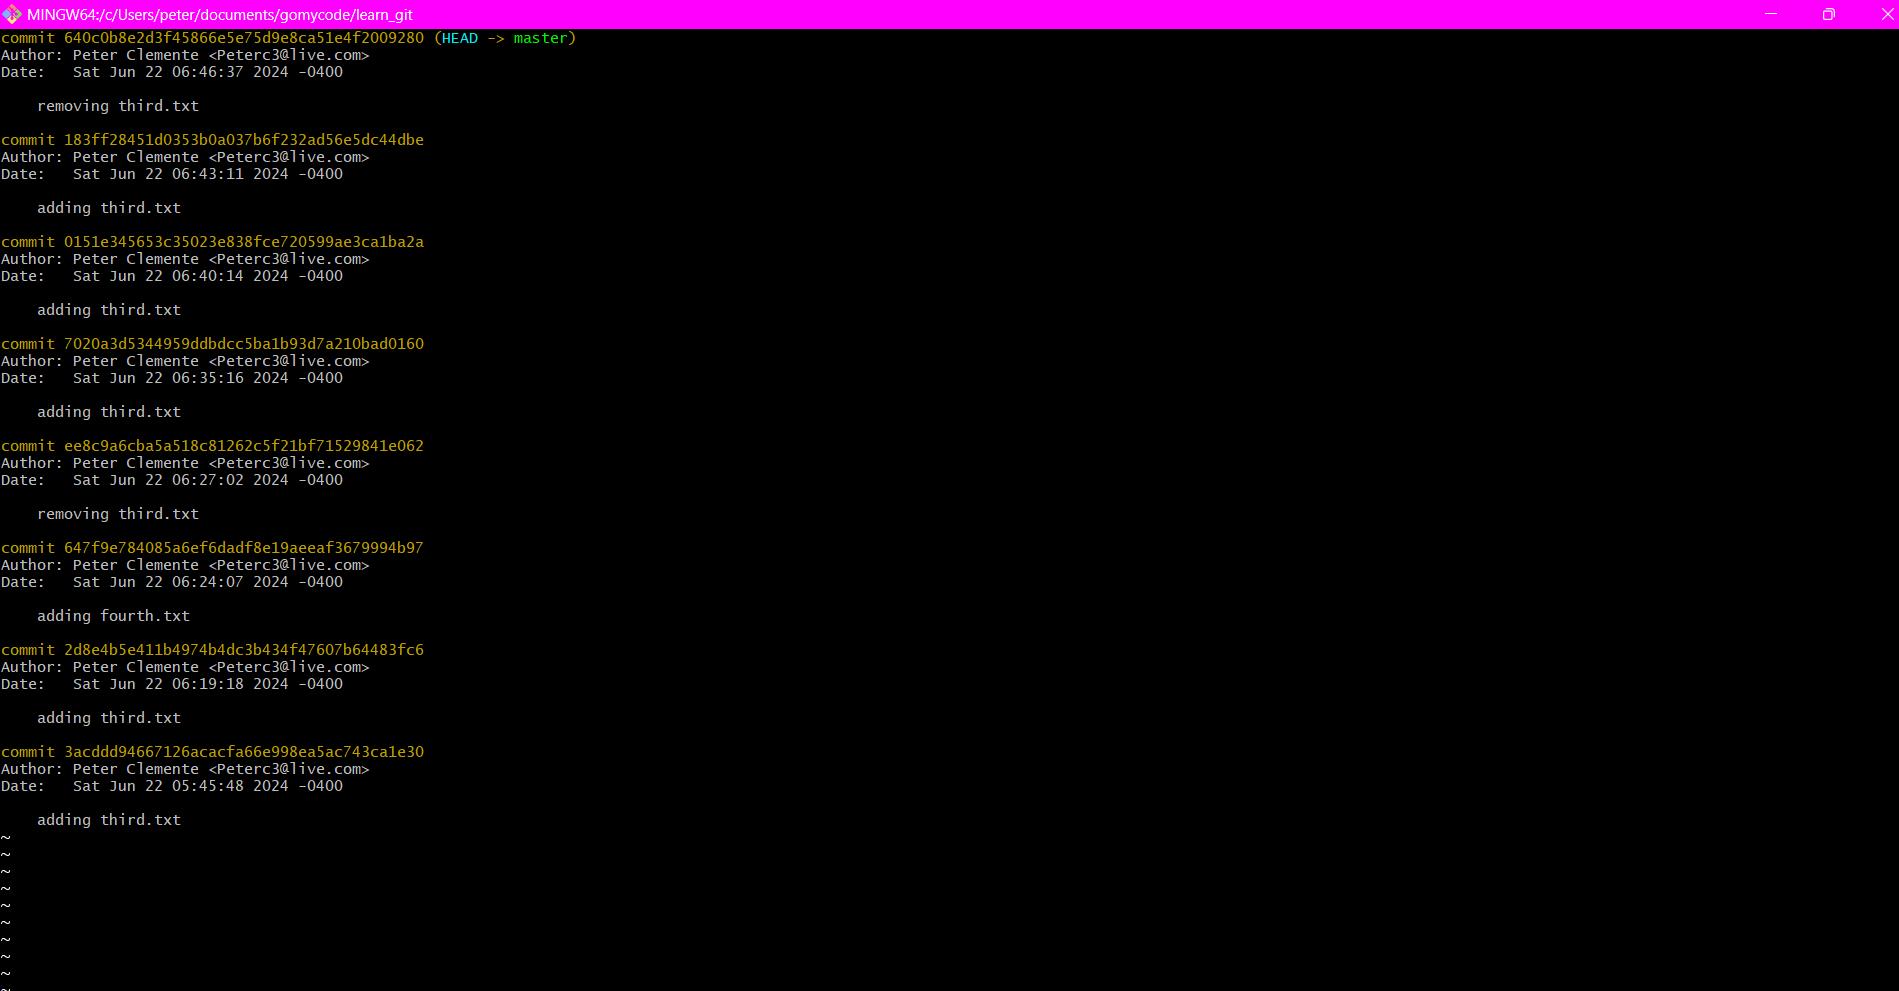 MINGW64:/c/Users/peter/documents/gomycode/learn_git
commit 640c0b8e2d3f45866e5e75d9e8ca51e4f2009280 (HEAD -> master)
Author: Peter Clemente <Peterc3@live.com>
Date:   Sat Jun 22 06:46:37 2024 -0400
    removing third.txt
commit 183ff28451d0353b0a037b6f232ad56e5dc44dbe
Author: Peter Clemente <Peterc3@live.com>
Date:   Sat Jun 22 06:43:11 2024 -0400
    adding third.txt
commit 0151e345653c35023e838fce720599ae3ca1ba2a
Author: Peter Clemente <Peterc3@live.com>
Date:   Sat Jun 22 06:40:14 2024 -0400
    adding third.txt
commit 7020a3d5344959ddbdcc5ba1b93d7a210bad0160
Author: Peter Clemente <Peterc3@live.com>
Date:   Sat Jun 22 06:35:16 2024 -0400
    adding third.txt
commit ee8c9a6cba5a518c81262c5f21bf71529841e062
Author: Peter Clemente <Peterc3@live.com>
Date:   Sat Jun 22 06:27:02 2024 -0400
    removing third.txt
commit 647f9e784085a6ef6dadf8e19aeeaf3679994b97
Author: Peter Clemente <Peterc3@live.com>
Date:   Sat Jun 22 06:24:07 2024 -0400
    adding fourth.txt
commit 2d8e4b5e411b4974b4dc3b434f47607b64483fc6
Author: Peter Clemente <Peterc3@live.com>
Date:   Sat Jun 22 06:19:18 2024 -0400
    adding third.txt
commit 3acddd94667126acacfa66e998ea5ac743ca1e30
Author: Peter Clemente <Peterc3@live.com>
Date:   Sat Jun 22 05:45:48 2024 -0400
    adding third.txt
~
~
~
~
~
~
~
~
~
~